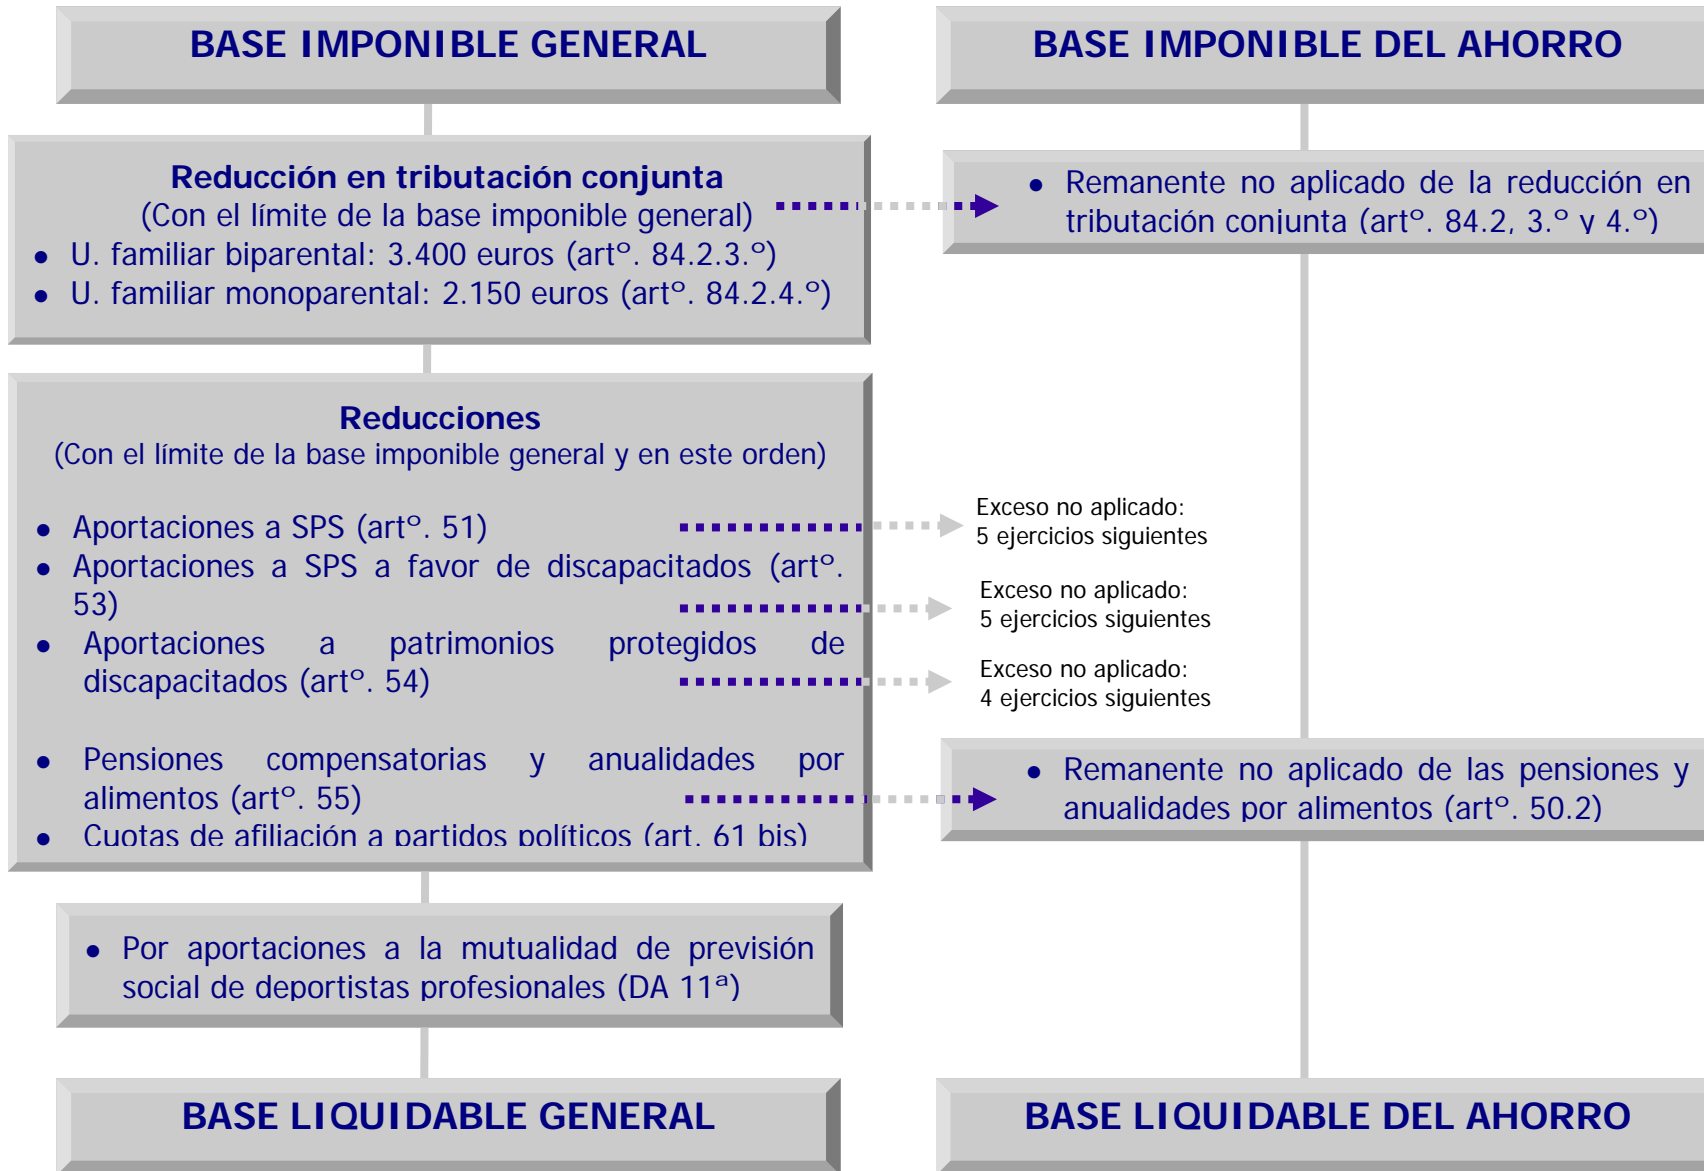 BASE IMPONIBLE GENERAL
BASE IMPONIBLE DEL AHORRO
Reducción en tributación conjunta
(Con el límite de la base imponible general)
● U. familiar biparental: 3.400 euros (artº. 84.2.3.º)
● U. familiar monoparental: 2.150 euros (artº. 84.2.4.º)
● Remanente no aplicado de la reducción en
tributación conjunta (artº. 84.2, 3.º y 4.º)
Reducciones
(Con el límite de la base imponible general y en este orden)
● Aportaciones a SPS (artº. 51)
● Aportaciones a SPS a favor de discapacitados (artº.
53)
● Aportaciones a patrimonios protegidos de
discapacitados (artº. 54)
● Pensiones compensatorias y anualidades por
alimentos (artº. 55)
● Cuotas de afiliación a partidos políticos (art. 61 bis)
Exceso no aplicado:
5 ejercicios siguientes
Exceso no aplicado:
5 ejercicios siguientes
Exceso no aplicado:
4 ejercicios siguientes
● Remanente no aplicado de las pensiones y
anualidades por alimentos (artº. 50.2)
● Por aportaciones a la mutualidad de previsión
social de deportistas profesionales (DA 11ª)
BASE LIQUIDABLE GENERAL
BASE LIQUIDABLE DEL AHORRO